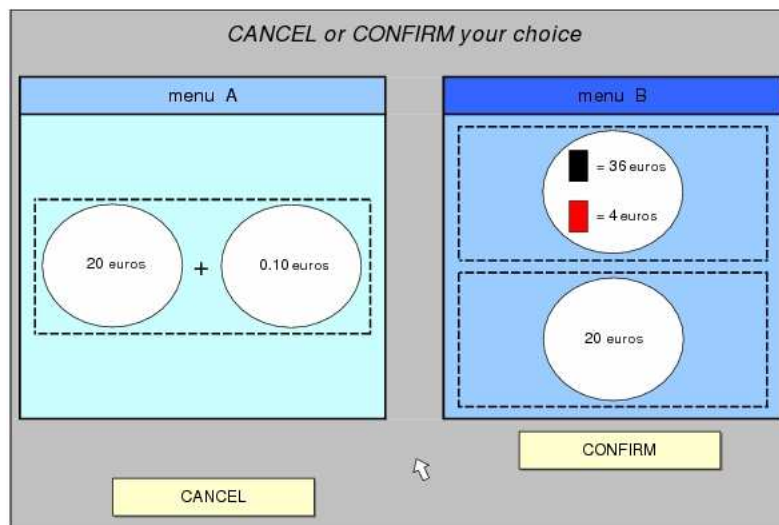 CANCEL or CONFIRM your choice
menu A
20 euros + 0.10 euros
menu B
= 36 euros
= 4 euros
20 euros
CONFIRM
CANCEL